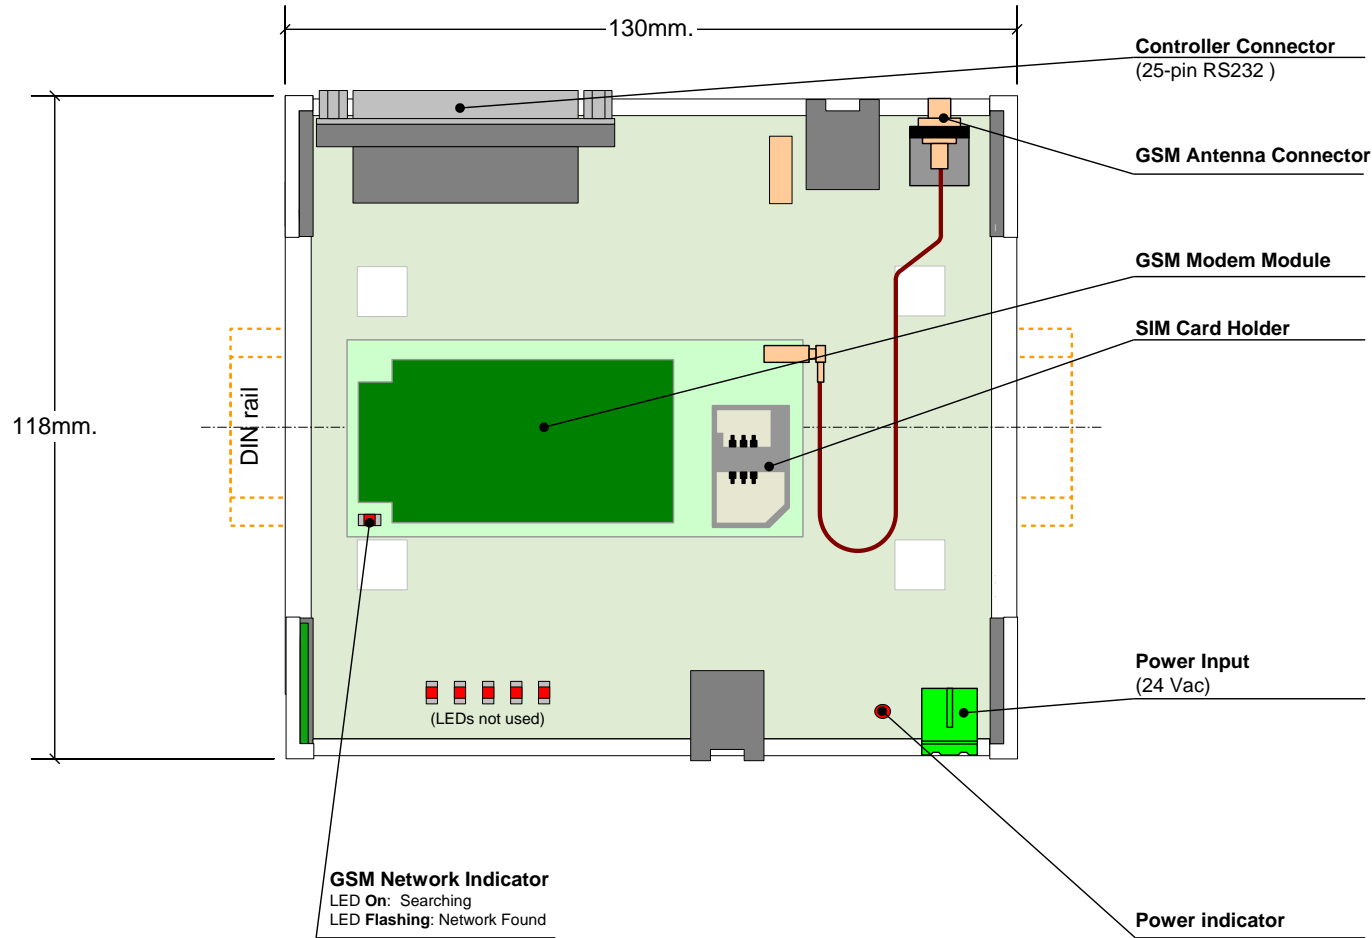 130mm.
Controller Connector
(25-pin RS232 )
GSM Antenna Connector
GSM Modem Module
SIM Card Holder
DIN rail
118mm.
Power Input
(24 Vac)
(LEDs not used)
GSM Network Indicator
LED On: Searching
LED Flashing: Network Found
Power indicator